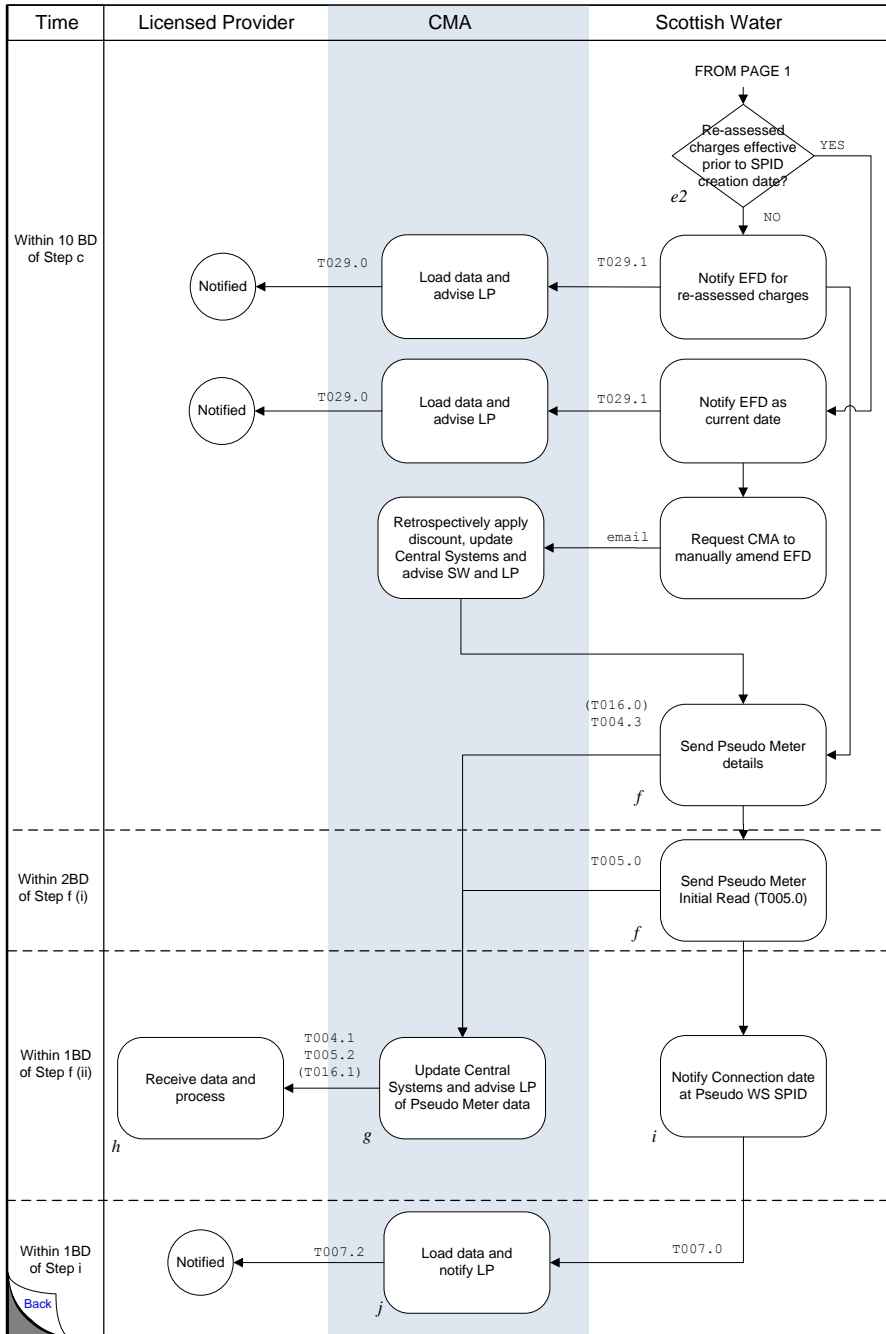 Time
Licensed Provider
CMA
Scottish Water
FROM PAGE 1
Re-assessed
charges effective
prior to SPID
creation date?
YES
e2
NO
Within 10 BD
of Step c
Notified
T029.0
Load data and
advise LP
T029.1
Notify EFD for
re-assessed charges
Notified
T029.0
Load data and
advise LP
T029.1
Notify EFD as
current date
Retrospectively apply
discount, update
Central Systems and
advise SW and LP
email
Request CMA to
manually amend EFD
(T016.0)
T004.3
Send Pseudo Meter
details
f
Within 2BD
of Step f (i)
T005.0
Send Pseudo Meter
Initial Read (T005.0)
f
Within 1BD
of Step f (ii)
Receive data and
process
h
T004.1
T005.2
(T016.1)
Update Central
Systems and advise LP
of Pseudo Meter data
g
Notify Connection date
at Pseudo WS SPID
i
Within 1BD
of Step i
Notified
T007.2
Load data and
notify LP
j
T007.0
Back